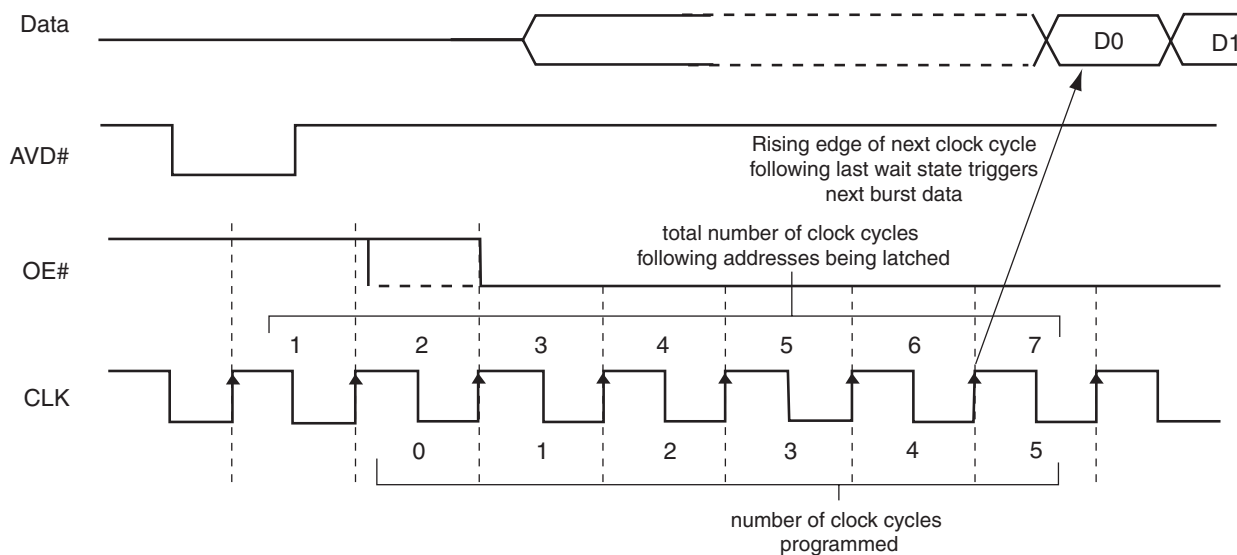 Data
D0
D1
AVD#
Rising edge of next clock cycle
following last wait state triggers
next burst data
total number of clock cycles
following addresses being latched
OE#
1 2 3 4 5 6 7
CLK
0 1 2 3 4 5
number of clock cycles
programmed